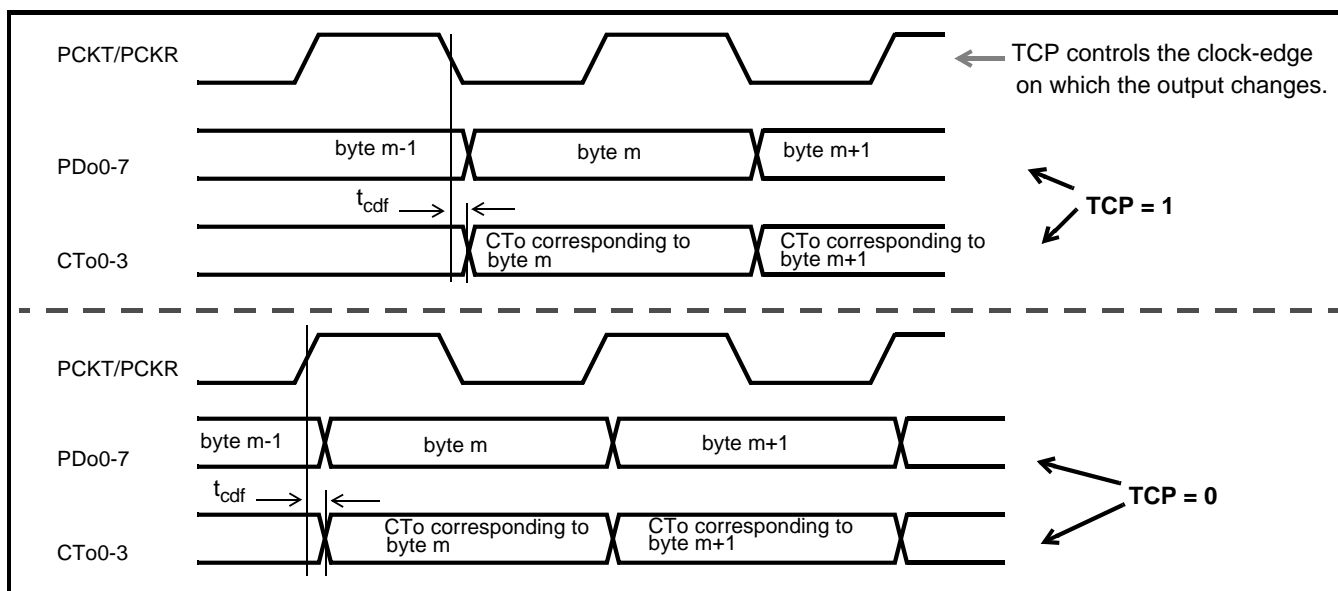 PCKT/PCKR
TCP controls the clock-edge
on which the output changes.
PDo0-7
byte m-1
byte m
byte m+1
tcdf
TCP = 1
CTo0-3
CTo corresponding to
byte m
CTo corresponding to
byte m+1
PCKT/PCKR
PDo0-7
byte m-1
byte m
byte m+1
tcdf
TCP = 0
CTo0-3
CTo corresponding to
byte m
CTo corresponding to
byte m+1